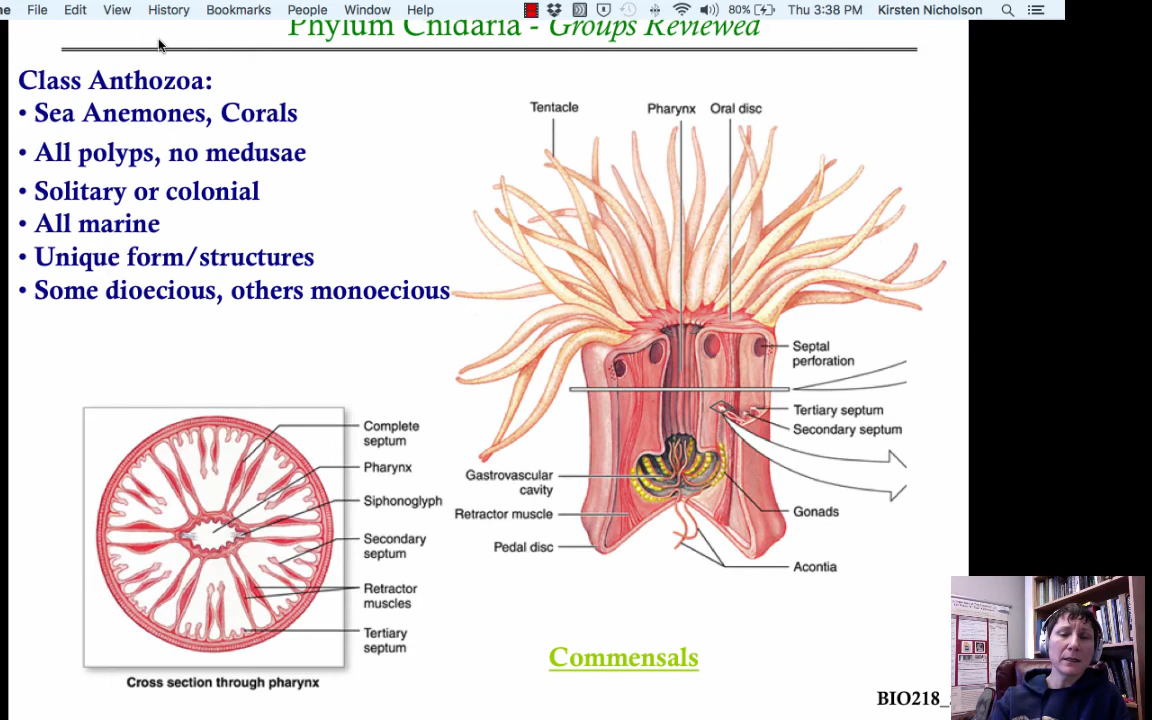 File Edit View History Bookmarks People Window Help 80% Thu 3:38 PM Kirsten Nicholson
Phylum Cnidaria - Groups Reviewed
Class Anthozoa:
• Sea Anemones, Corals
• All polyps, no medusae
• Solitary or colonial
• All marine
• Unique form/structures
• Some dioecious, others monoecious
Tentacle
Pharynx
Oral disc
Septal
perforation
Tertiary septum
Secondary septum
Gastrovascular
cavity
Retractor muscle
Pedal disc
Gonads
Acontia
Complete
septum
Pharynx
Siphonoglyph
Secondary
septum
Retractor
muscles
Tertiary
septum
Cross section through pharynx
Commensals
BIO218_